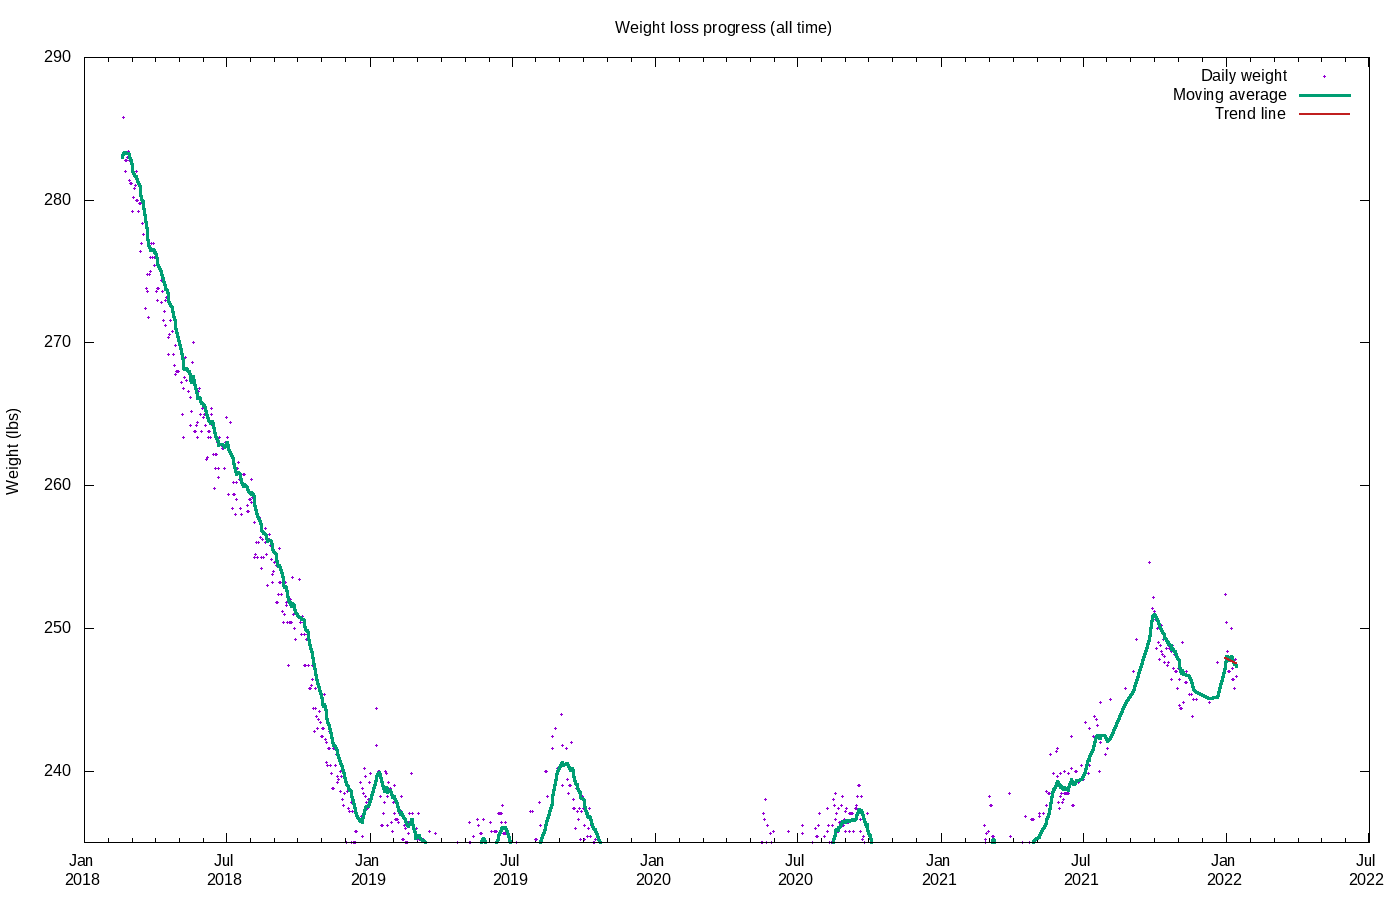 Weight loss progress (all time)
Daily weight
Moving average
Trend line
Weight (lbs)
290
280
270
260
250
240
Jan 2018
Jul 2018
Jan 2019
Jul 2019
Jan 2020
Jul 2020
Jan 2021
Jul 2021
Jan 2022
Jul 2022